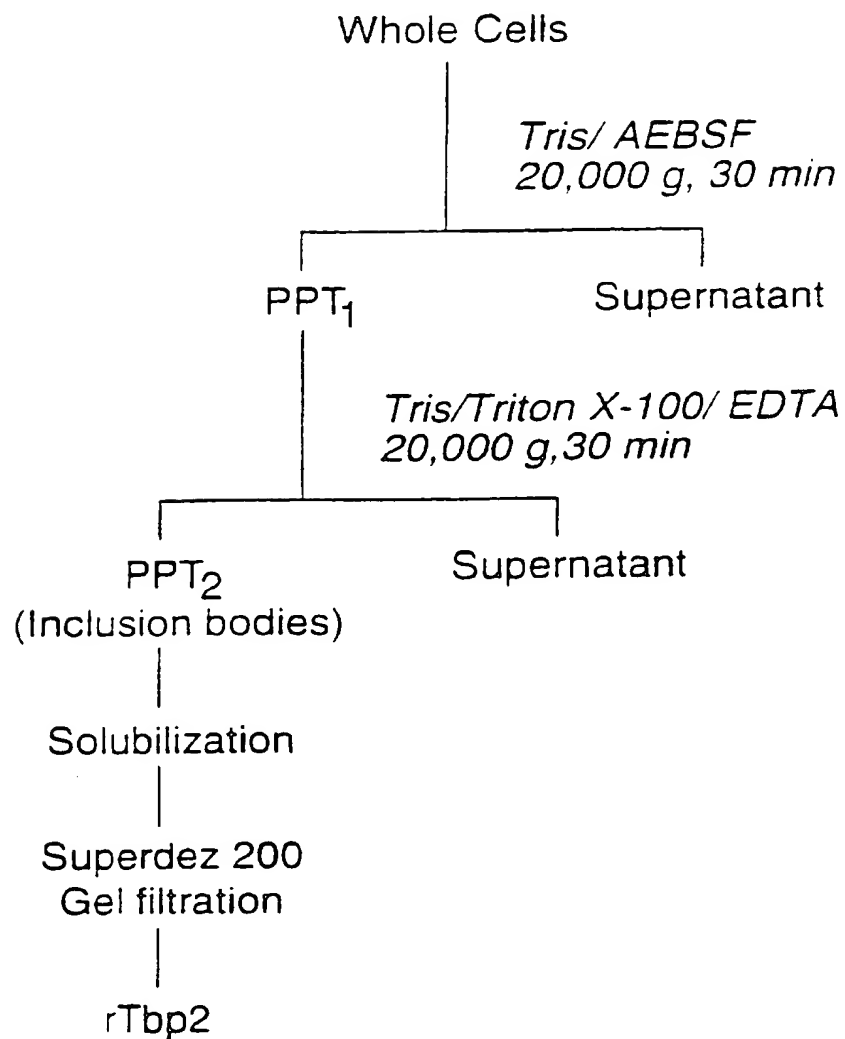 Whole Cells
Tris/ AEBSF
20,000 g, 30 min
PPT1
Supernatant
Tris/Triton X-100/ EDTA
20,000 g,30 min
PPT2
(Inclusion bodies)
Supernatant
Solubilization
Superdez 200
Gel filtration
rTbp2